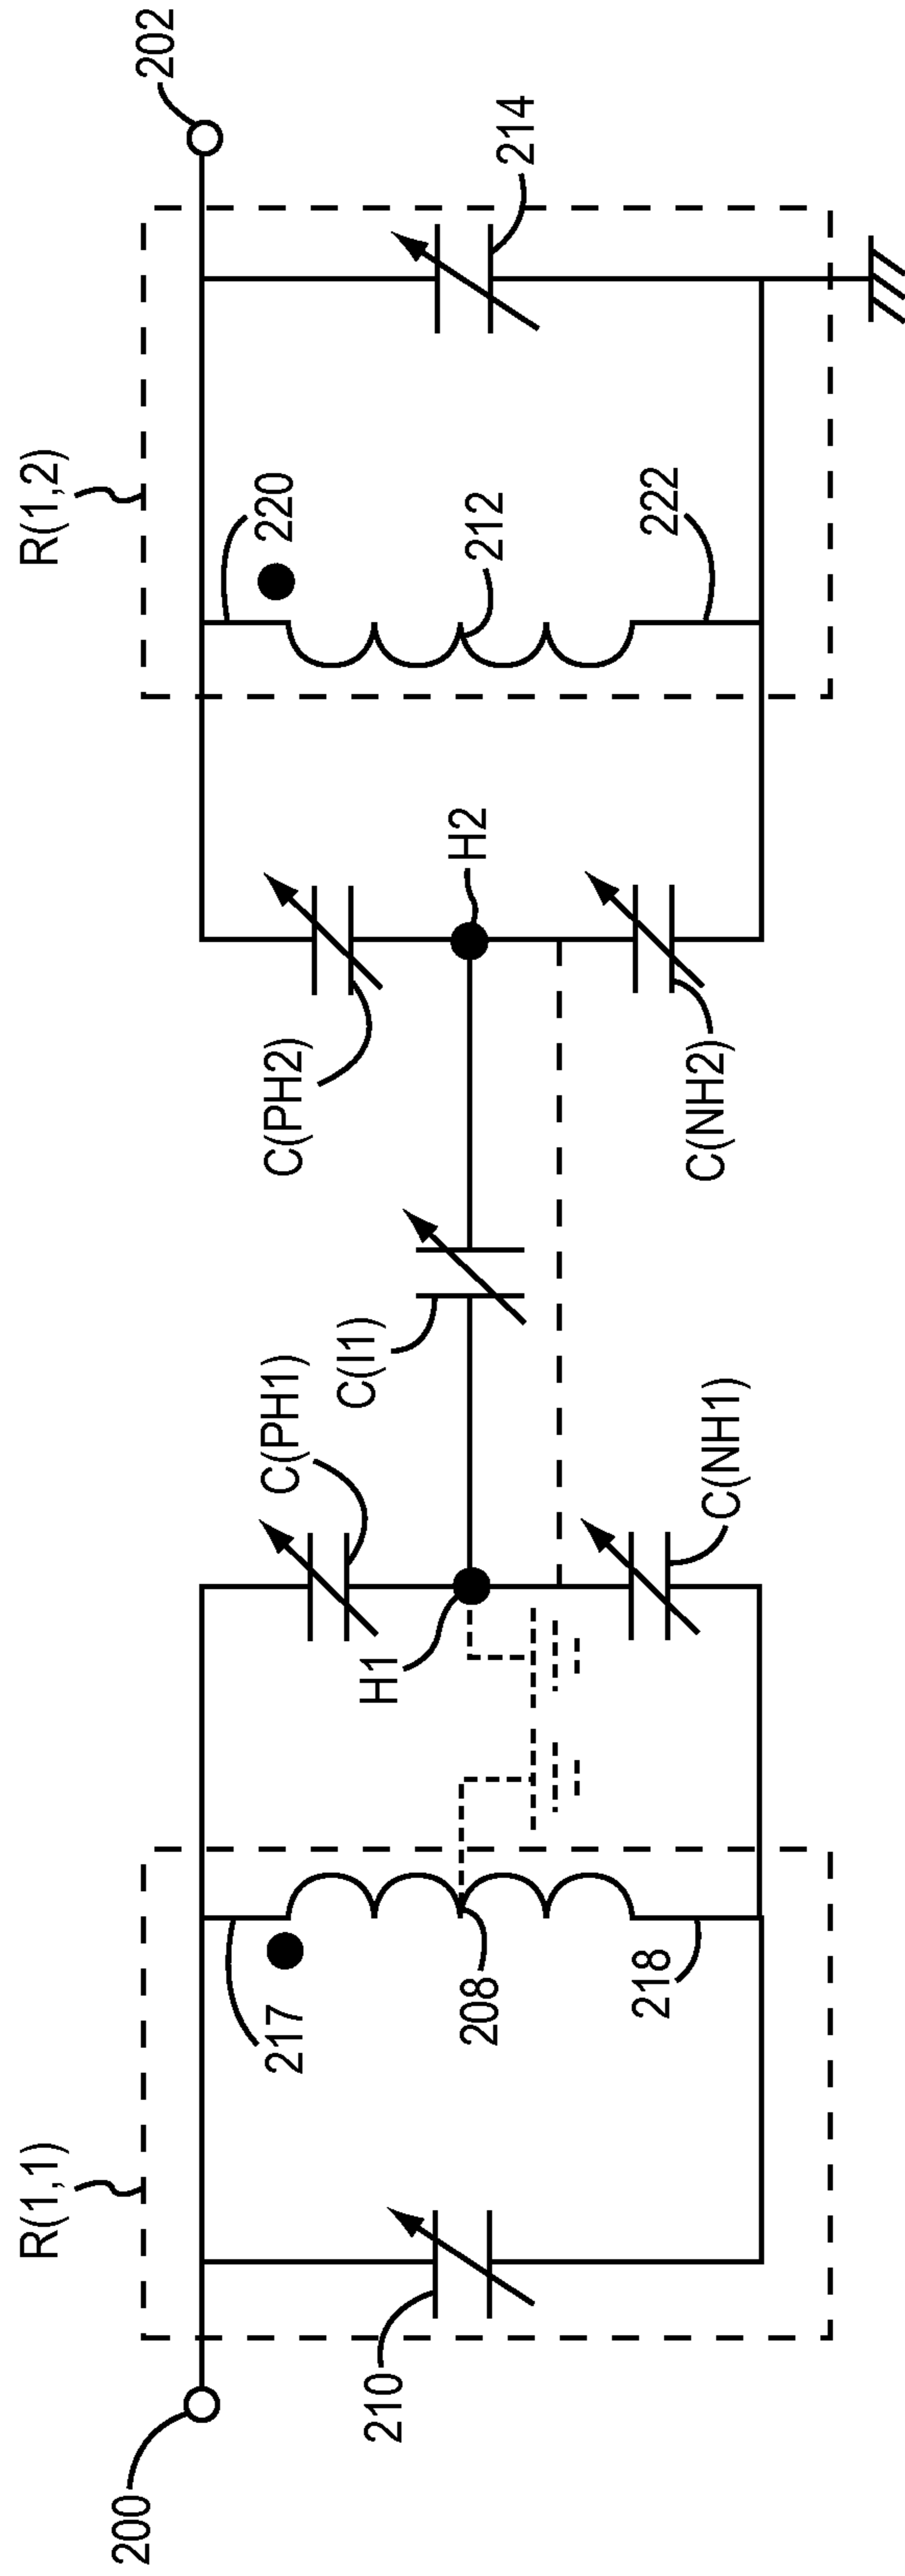 R(1,1)
R(1,2)
200
202
210
217
208
218
H1
C(PH1)
C(NH1)
C(I1)
C(PH2)
C(NH2)
H2
220
212
222
214